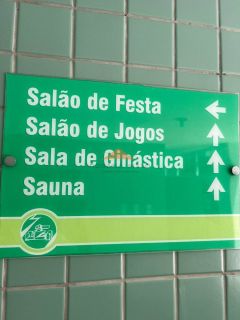 Salão de Festa ←
Salão de Jogos ↑
Sala de Ginástica ↑
Sauna ↑